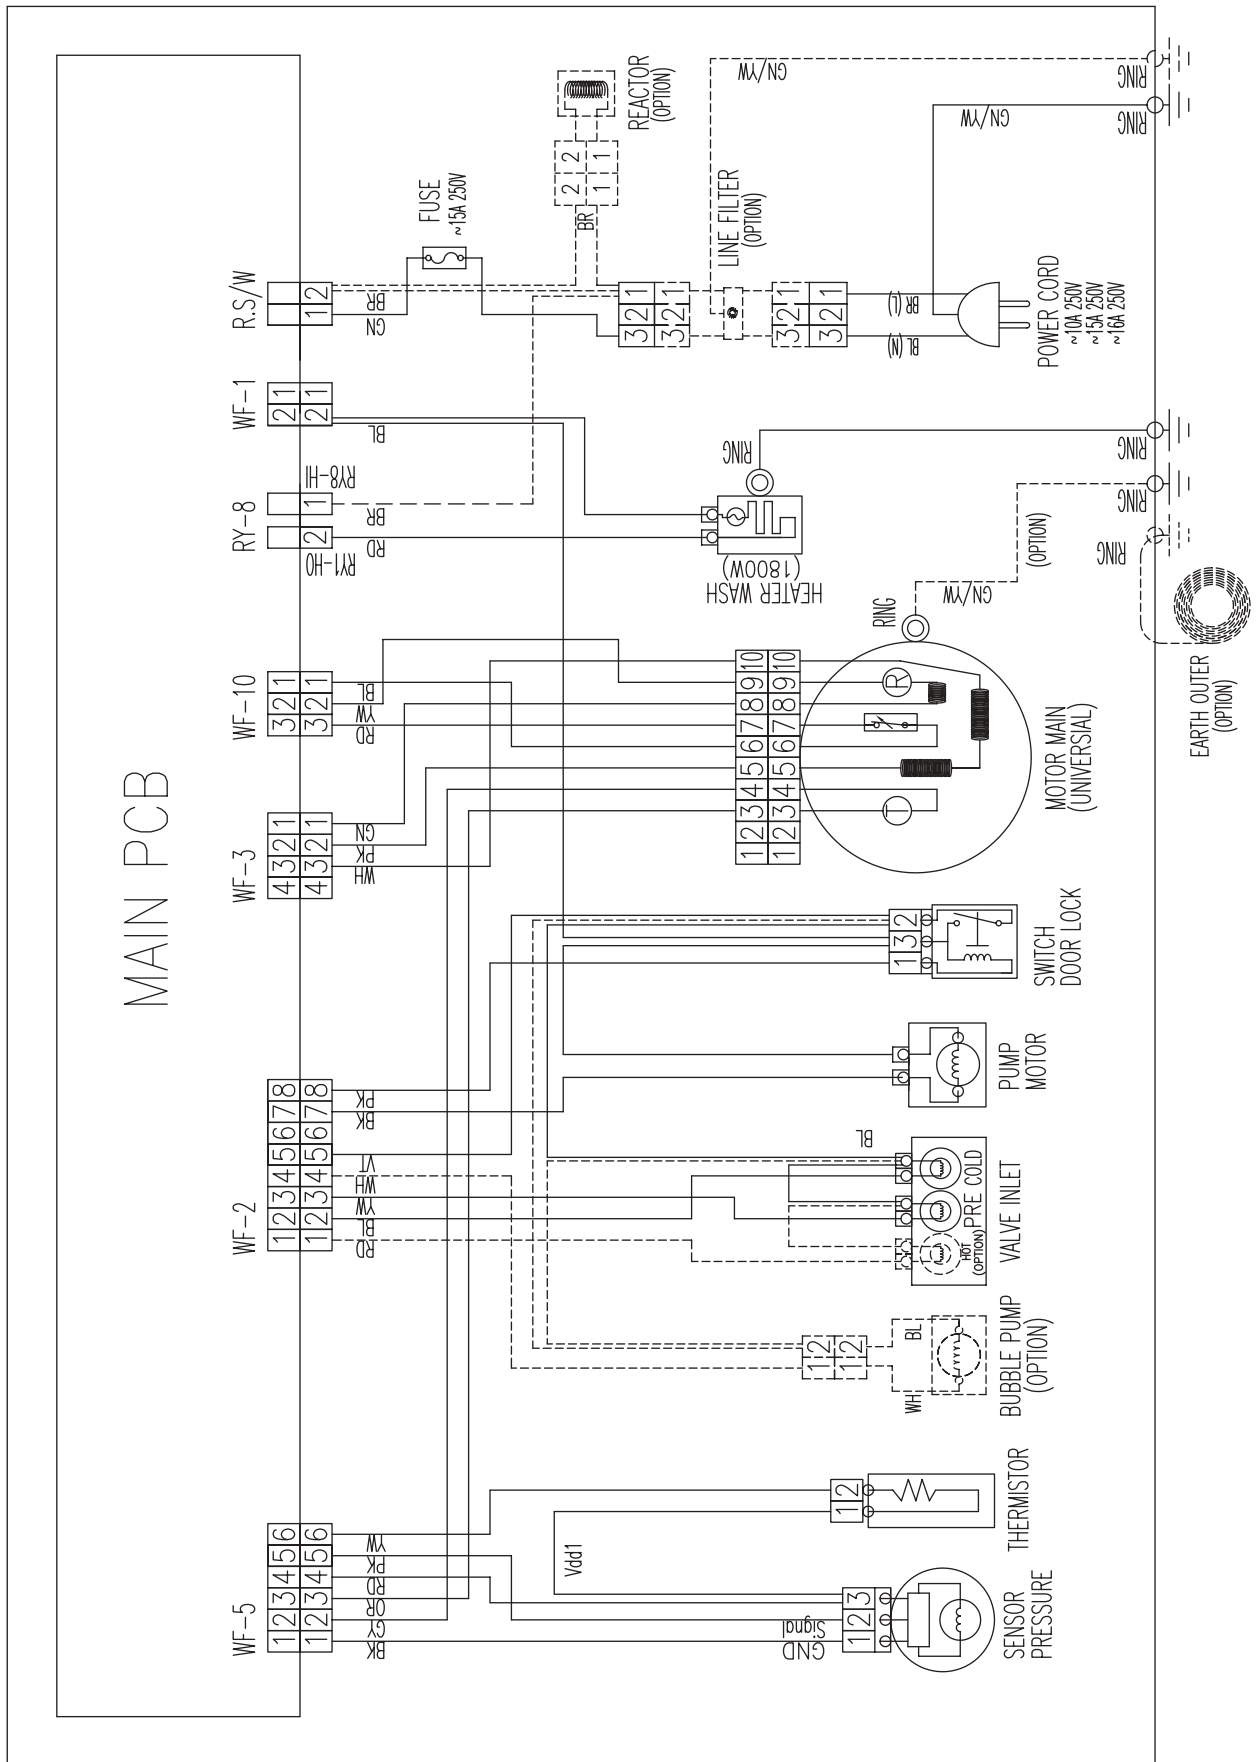 MAIN PCB
WF-5
WF-2
WF-3
WF-10
RY-8
WF-1
R.S/W
1 2 3 4 5 6
1 2 3 4 5 6 7 8
4 3 2 1
3 2 1
2 1
1 2 3 4 5 6
1 2 3 4 5 6 7 8
4 3 2 1
3 2 1
2 1
2 1
1 2
RY1-H0
RY8-HI
BK GY OR RD PK YW
RD BL YW WH VT BK PK
WH PK GN
RD YW BL
RD BR
BL
GN BR
FUSE
~15A 250V
BR
2 2
1 1
REACTOR
(OPTION)
3 2 1
3 2 1
LINE FILTER
(OPTION)
GN/YW
3 2 1
3 2 1
BL (N)
BR (L)
GN/YW
POWER CORD
~10A 250V
~15A 250V
~16A 250V
RING
HEATER WASH
(1800W)
1 2 3 4 5 6 7 8 9 10
1 2 3 4 5 6 7 8 9 10
T
R
RING
GN/YW
(OPTION)
MOTOR MAIN
(UNIVERSIAL)
1 3 2
SWITCH
DOOR LOCK
PUMP
MOTOR
BL
HOT
(OPTION)
PRE
COLD
VALVE INLET
1 2
1 2
WH
BL
BUBBLE PUMP
(OPTION)
Vdd1
1 2
THERMISTOR
GND
Signal
1 2 3
SENSOR
PRESSURE
RING
RING
RING
RING
RING
EARTH OUTER
(OPTION)